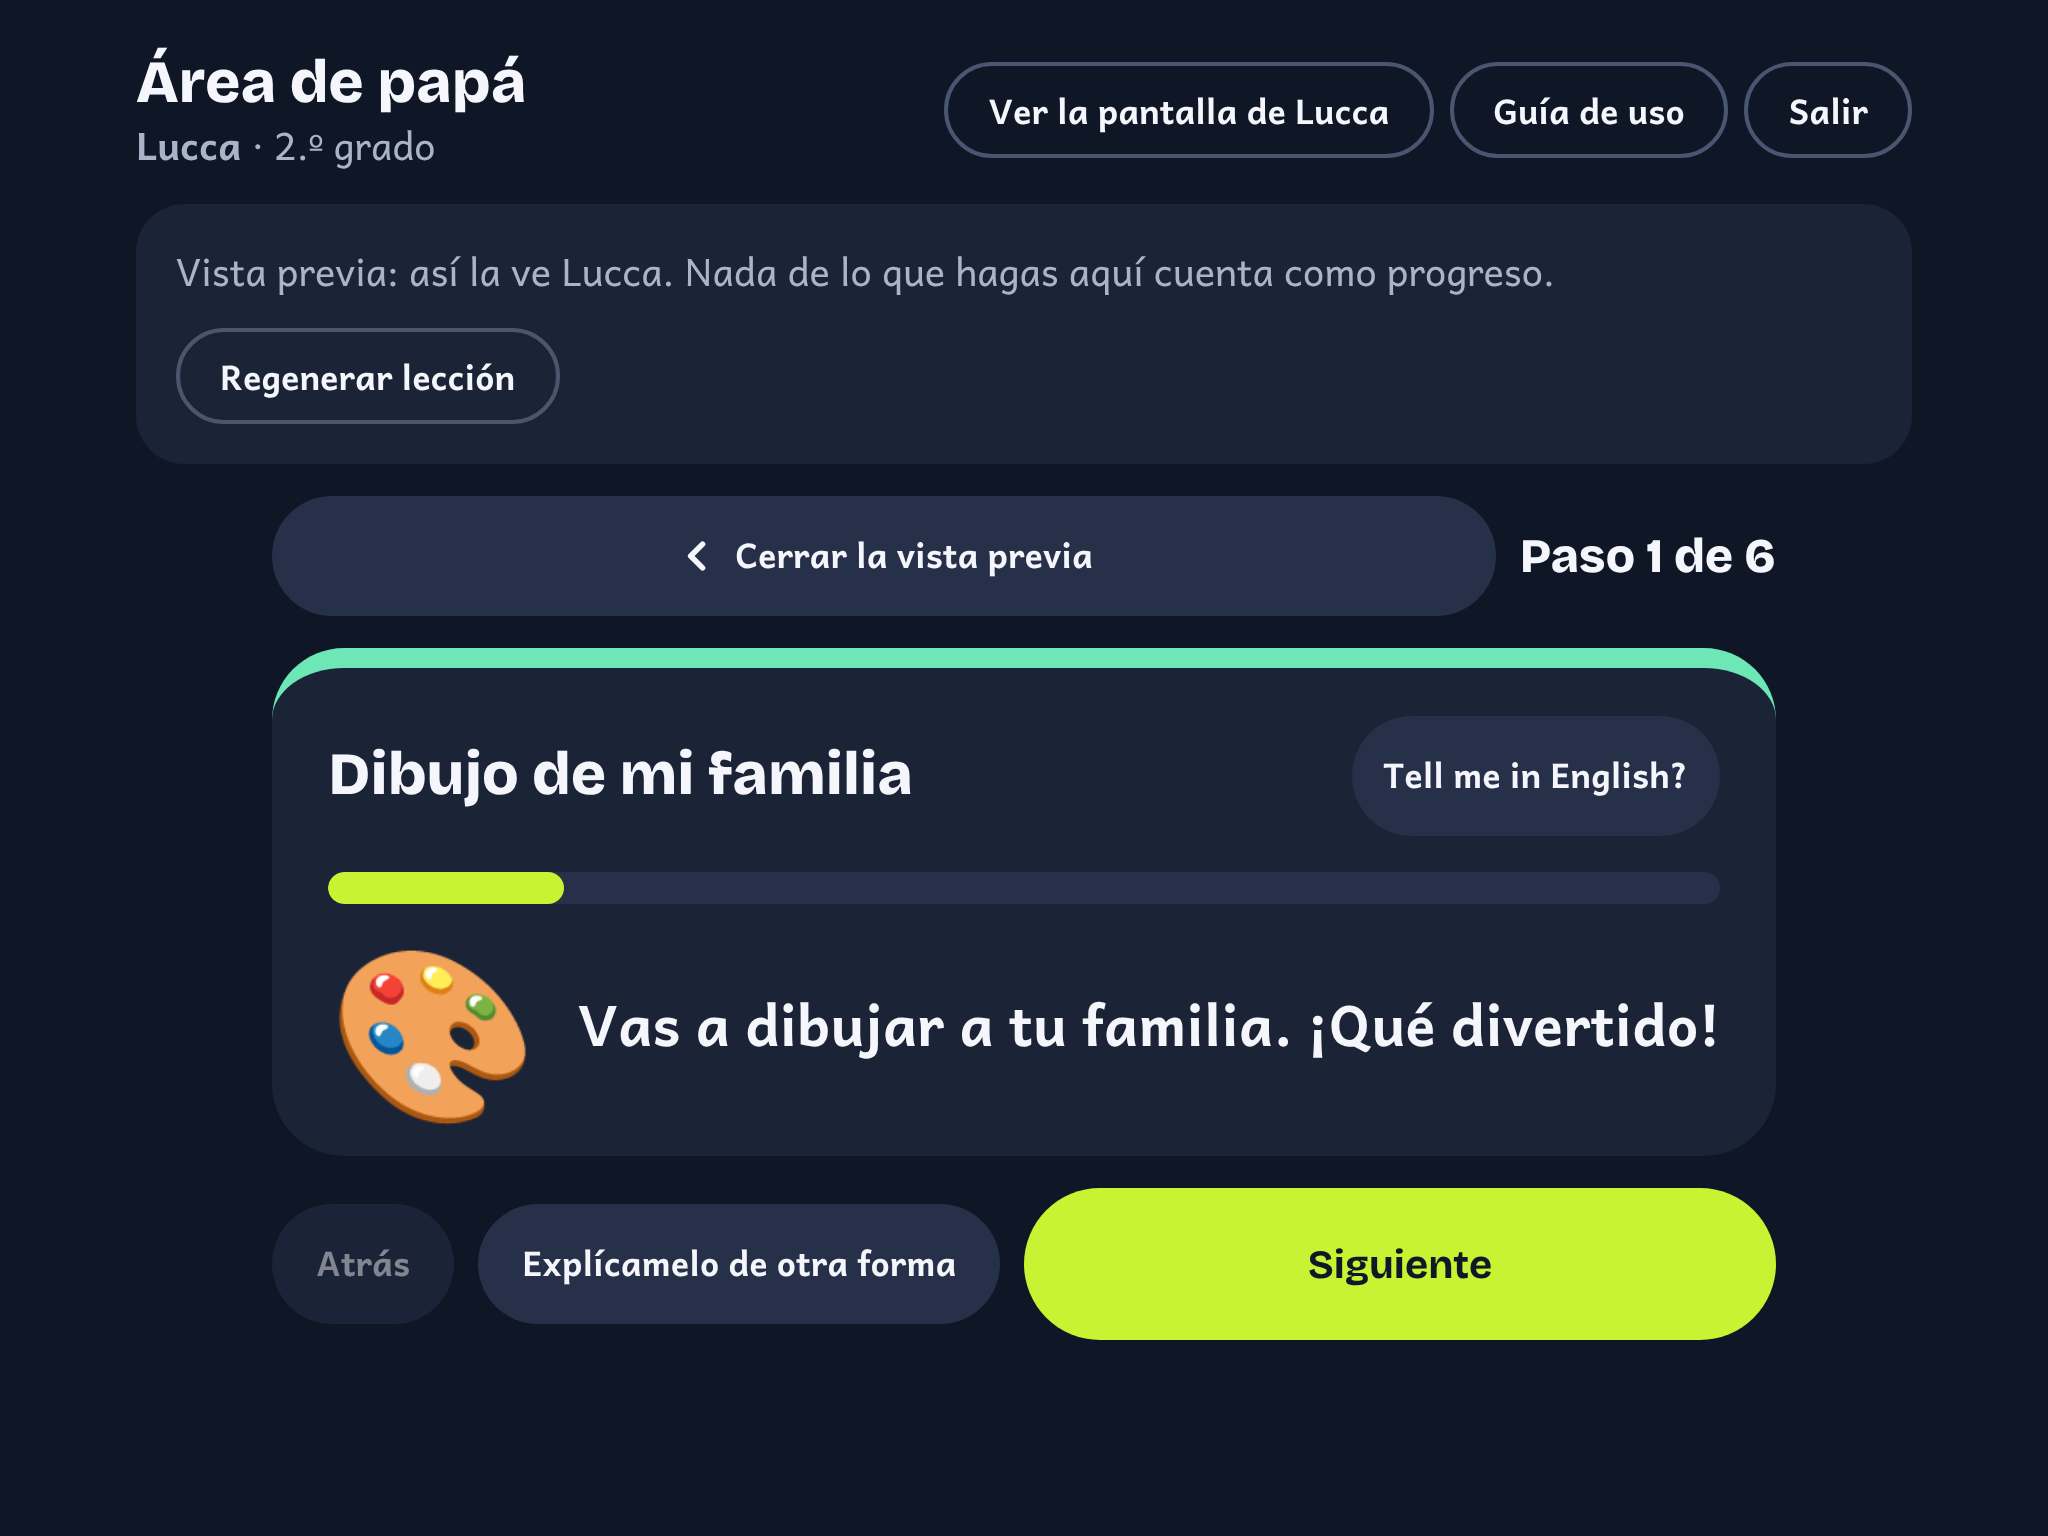 Área de papá
Lucca · 2.º grado
Ver la pantalla de Lucca
Guía de uso
Salir
Vista previa: así la ve Lucca. Nada de lo que hagas aquí cuenta como progreso.
Regenerar lección
Cerrar la vista previa
Paso 1 de 6
Dibujo de mi familia
Tell me in English?
Vas a dibujar a tu familia. ¡Qué divertido!
Atrás
Explícamelo de otra forma
Siguiente